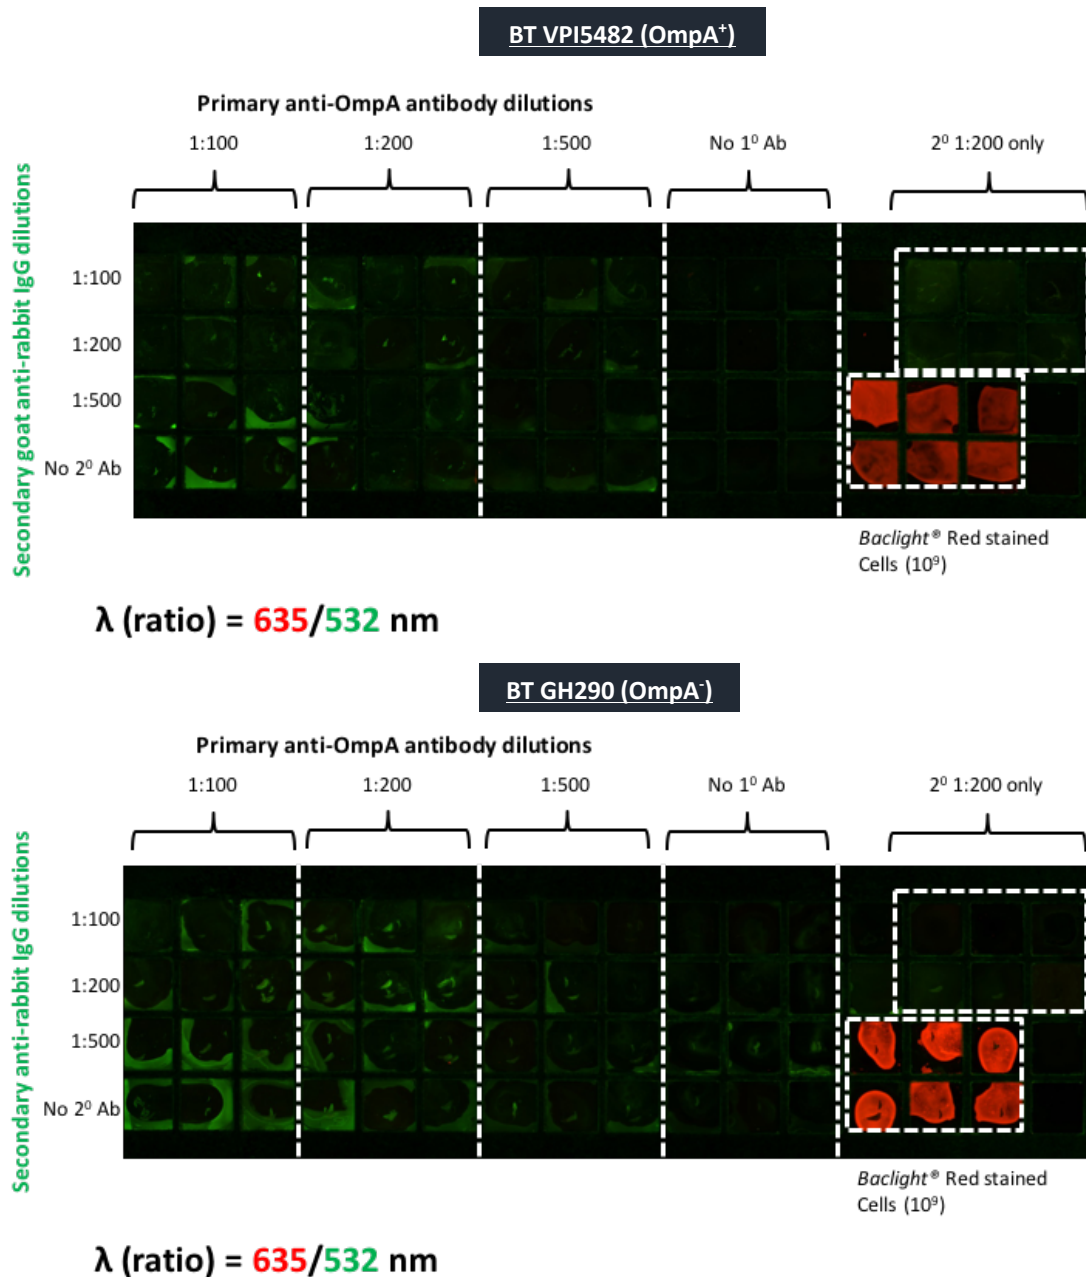 BT VPI5482 (OmpA⁺)
Primary anti-OmpA antibody dilutions
1:100
1:200
1:500
No 1⁰ Ab
2⁰ 1:200 only
Secondary goat anti-rabbit IgG dilutions
1:100
1:200
1:500
No 2⁰ Ab
Baclight® Red stained
Cells (10⁹)
λ (ratio) = 635/532 nm
BT GH290 (OmpA⁻)
Primary anti-OmpA antibody dilutions
1:100
1:200
1:500
No 1⁰ Ab
2⁰ 1:200 only
Secondary anti-rabbit IgG dilutions
1:100
1:200
1:500
No 2⁰ Ab
Baclight® Red stained
Cells (10⁹)
λ (ratio) = 635/532 nm